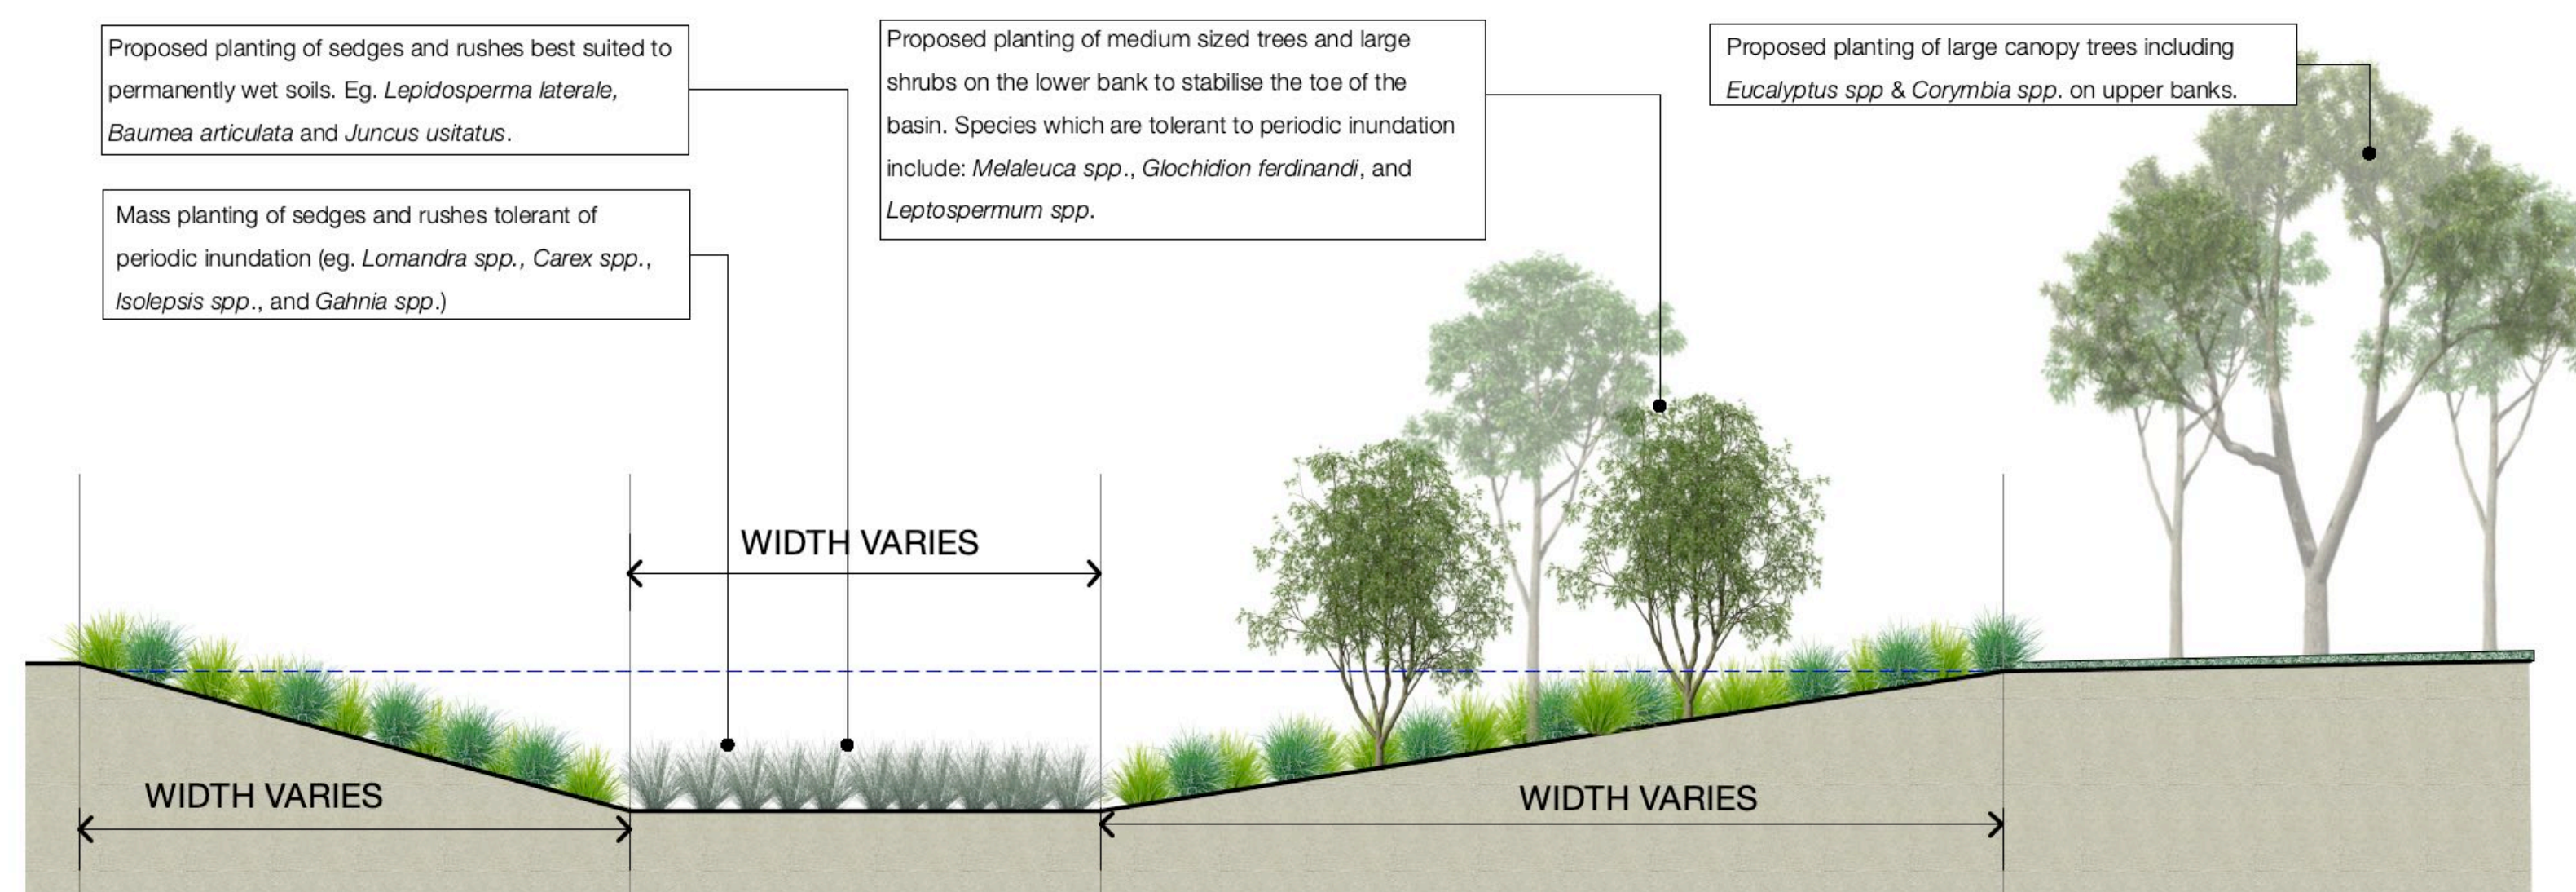 Proposed planting of sedges and rushes best suited to
permanently wet soils. Eg. Lepidosperma laterale,
Baumea articulata and Juncus usitatus.
Mass planting of sedges and rushes tolerant of
periodic inundation (eg. Lomandra spp., Carex spp.,
Isolepsis spp., and Gahnia spp.)
Proposed planting of medium sized trees and large
shrubs on the lower bank to stabilise the toe of the
basin. Species which are tolerant to periodic inundation
include: Melaleuca spp., Glochidion ferdinandi, and
Leptospermum spp.
Proposed planting of large canopy trees including
Eucalyptus spp & Corymbia spp. on upper banks.
WIDTH VARIES
WIDTH VARIES
WIDTH VARIES